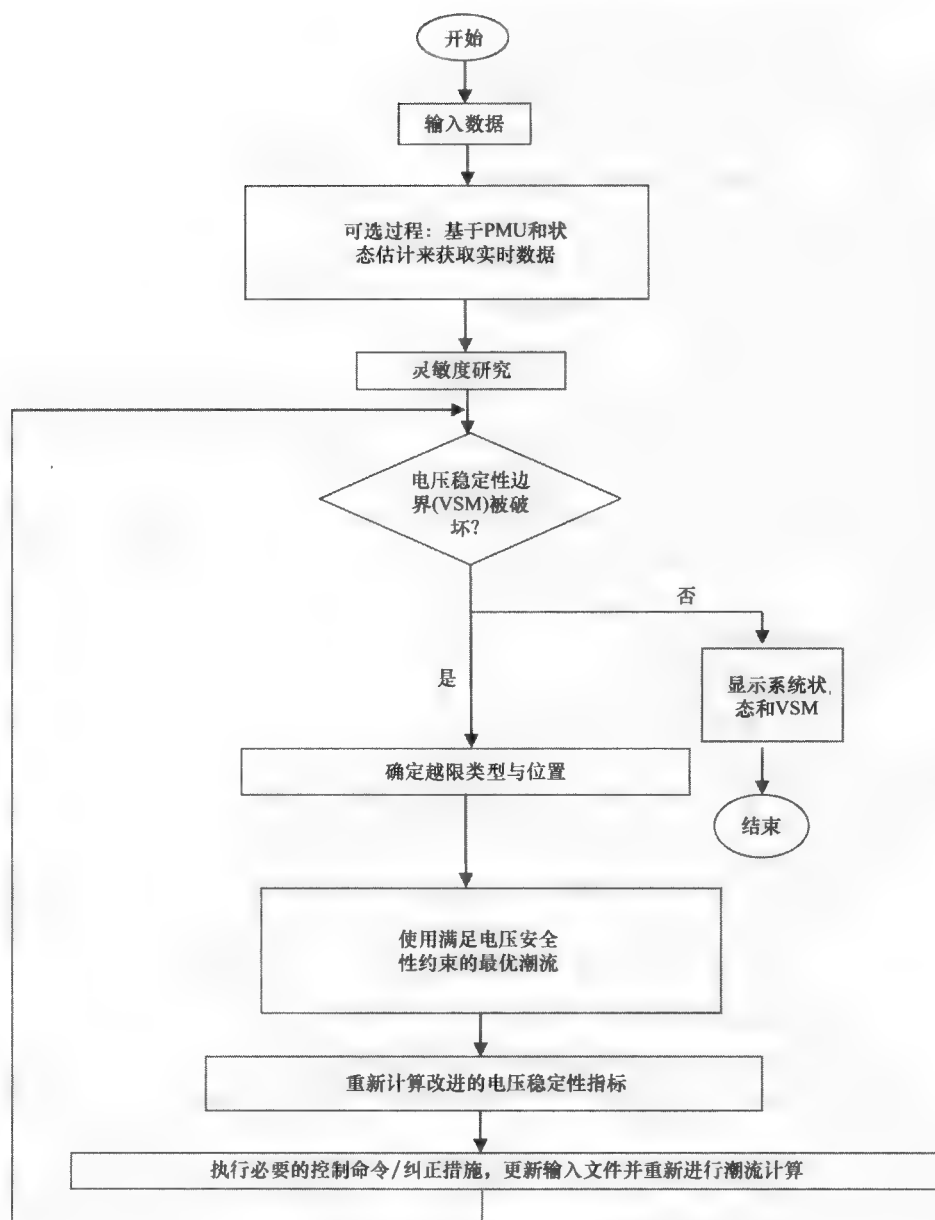 开始
输入数据
可选过程：基于PMU和状
态估计来获取实时数据
灵敏度研究
电压稳定性边
界(VSM)被破
坏？
否
是
显示系统状
态和VSM
确定越限类型与位置
结束
使用满足电压安全
性约束的最优潮流
重新计算改进的电压稳定性指标
执行必要的控制命令/纠正措施，更新输入文件并重新进行潮流计算